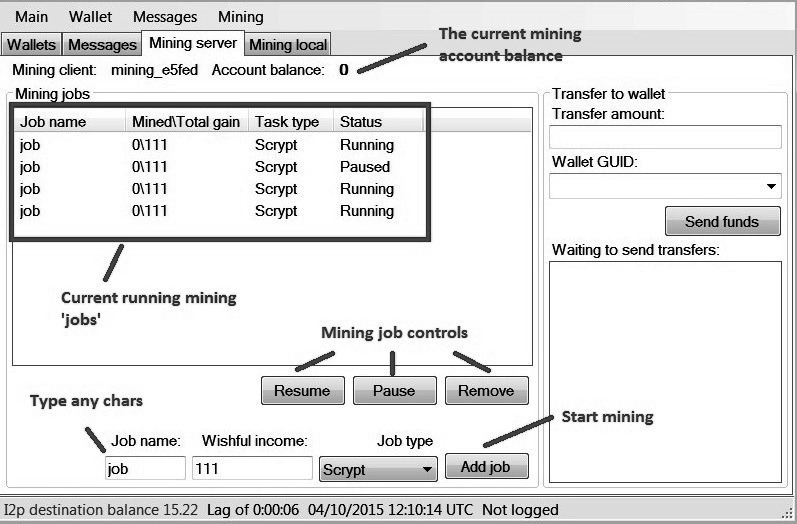 Main Wallet Messages Mining
Wallets Messages Mining server Mining local
The current mining
account balance
Mining client: mining_e5fed Account balance: 0
Mining jobs
Job name Mined\Total gain Task type Status
job 0\111 Scrypt Running
job 0\111 Scrypt Paused
job 0\111 Scrypt Running
job 0\111 Scrypt Running
Current running mining
'jobs'
Mining job controls
Resume Pause Remove
Type any chars
Start mining
Job name: Wishful income: Job type
job 111 Scrypt Add job
Transfer to wallet
Transfer amount:
Wallet GUID:
Send funds
Waiting to send transfers:
I2p destination balance 15.22 Lag of 0:00:06 04/10/2015 12:10:14 UTC Not logged